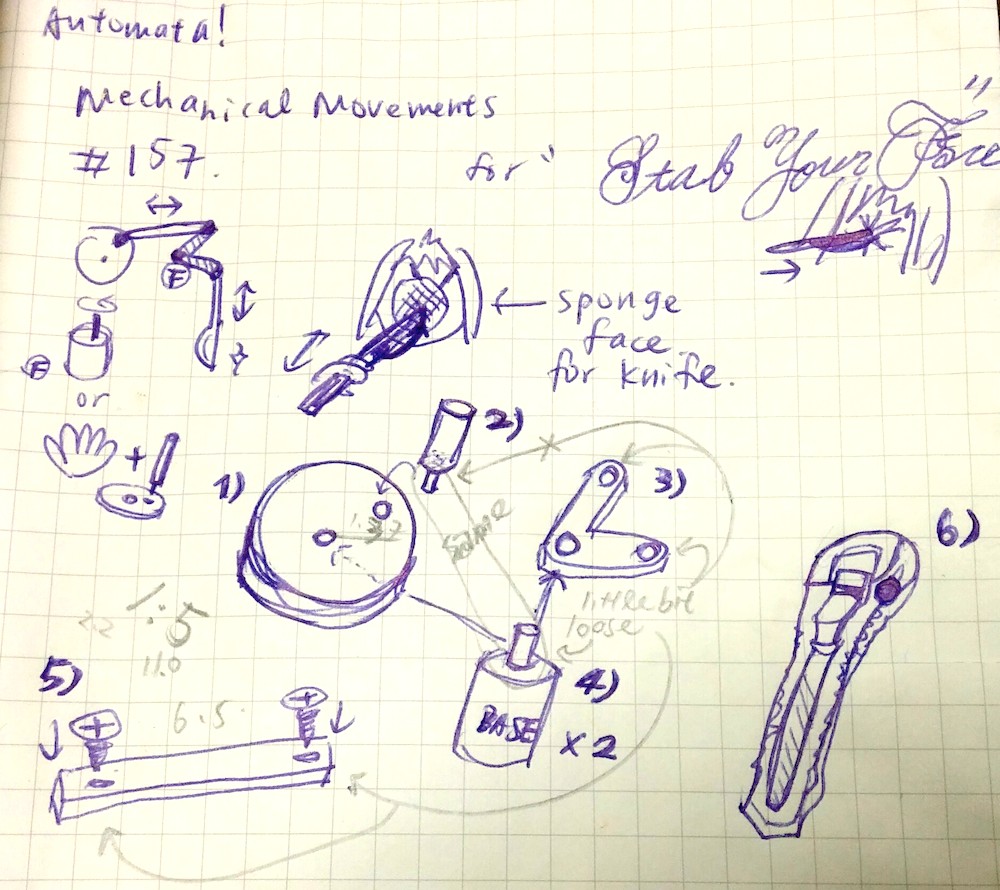 Automata!
Mechanical Movements
#157.
for "Stab Your Face"
F
F
or
sponge
face
for knife.
1)
2)
3)
same
little bit
loose
4)
BASE
x 2
5)
6.5
22
1.5
11.0
6)